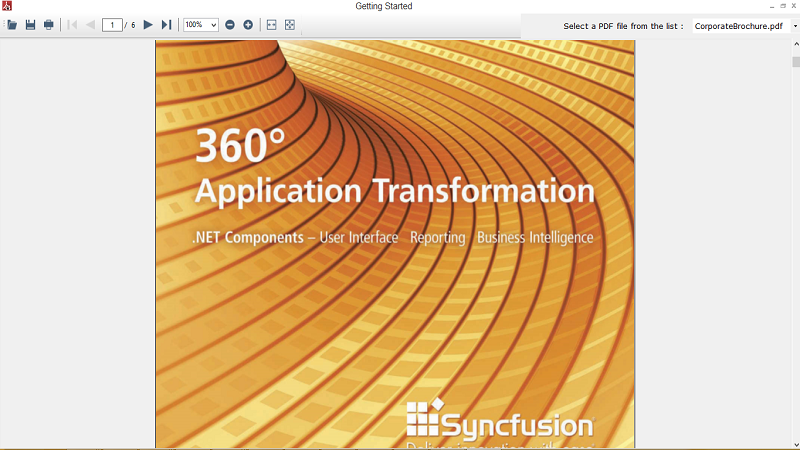 Getting Started
1 / 6
100%
Select a PDF file from the list : CorporateBrochure.pdf
360°
Application Transformation
.NET Components – User Interface Reporting Business Intelligence
Syncfusion